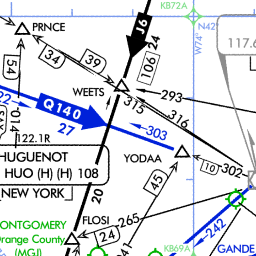 PRNCE
J6
24
KB72A
N42°
W74°
117.6
34
39
106
54
WEETS
293
315
316
22
Q140
27
303
122.1R
YODAA
302
10
HUGUENOT
HUO (H) (H) 108
NEW YORK
45
20
MONTGOMERY
Orange County
(MGJ)
FLOSI
265
24
41
242
KB69A
GANDE